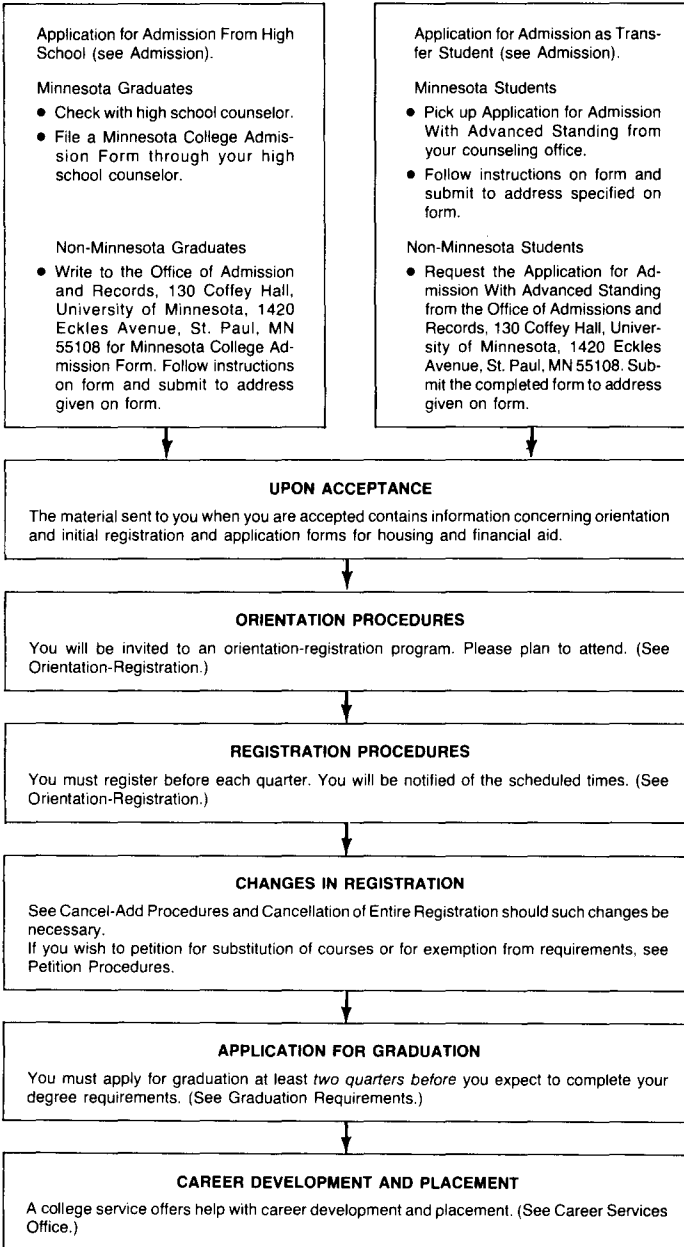 Application for Admission From High
School (see Admission).
Minnesota Graduates
● Check with high school counselor.
● File a Minnesota College Admis-
sion Form through your high
school counselor.
Non-Minnesota Graduates
● Write to the Office of Admission
and Records, 130 Coffey Hall,
University of Minnesota, 1420
Eckles Avenue, St. Paul, MN
55108 for Minnesota College Ad-
mission Form. Follow instructions
on form and submit to address
given on form.
Application for Admission as Trans-
fer Student (see Admission).
Minnesota Students
● Pick up Application for Admission
With Advanced Standing from
your counseling office.
● Follow instructions on form and
submit to address specified on
form.
Non-Minnesota Students
● Request the Application for Ad-
mission With Advanced Standing
from the Office of Admissions and
Records, 130 Coffey Hall, Univer-
sity of Minnesota, 1420 Eckles
Avenue, St. Paul, MN 55108. Sub-
mit the completed form to address
given on form.
UPON ACCEPTANCE
The material sent to you when you are accepted contains information concerning orientation
and initial registration and application forms for housing and financial aid.
ORIENTATION PROCEDURES
You will be invited to an orientation-registration program. Please plan to attend. (See
Orientation-Registration.)
REGISTRATION PROCEDURES
You must register before each quarter. You will be notified of the scheduled times. (See
Orientation-Registration.)
CHANGES IN REGISTRATION
See Cancel-Add Procedures and Cancellation of Entire Registration should such changes be
necessary.
If you wish to petition for substitution of courses or for exemption from requirements, see
Petition Procedures.
APPLICATION FOR GRADUATION
You must apply for graduation at least two quarters before you expect to complete your
degree requirements. (See Graduation Requirements.)
CAREER DEVELOPMENT AND PLACEMENT
A college service offers help with career development and placement. (See Career Services
Office.)